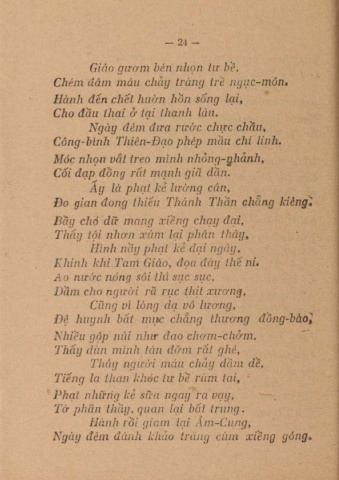 — 24 —
Giáo gươm bén nhọn tư bề,
Chém đâm máu chảy tràng trề ngục-môn.
Hành đến chết huờn hồn sống lại,
Cho đầu thai ở tại thanh lâu.
Ngày đêm đưa rước chực chầu,
Công-bình Thiên-Đạo phép mầu chí linh.
Móc nhọn vắt treo mình nhỏng-nhảnh,
Cối đạp đồng rất mạnh giã dần.
Ấy là phạt kẻ lường cân,
Đo gian đong thiếu Thánh Thần chẳng kiêng.
Bầy chó dữ mang xiềng chạy đại,
Thấy tội nhơn xúm lại phân thây,
Hình nầy phạt kẻ dại ngây,
Khinh khi Tam Giáo, đọa đày thế ni.
Ao nước nóng sôi thì sục sục,
Dầm cho người rã rục thịt xương,
Cũng vì lòng dạ vô lương,
Đệ huynh bất mục chẳng thương đồng-bào,
Nhiều gộp núi như dao chơm-chởm,
Thấy dùn mình tán đởm rất ghê,
Thây người máu chảy dầm dề,
Tiếng la than khóc tư bề rùm tai,
Phạt những kẻ sửa ngay ra vạy,
Tớ phản thầy, quan lại bất trung.
Hành rồi giam lại Âm-Cung,
Ngày đêm đánh khảo trăng cùm xiềng gông.